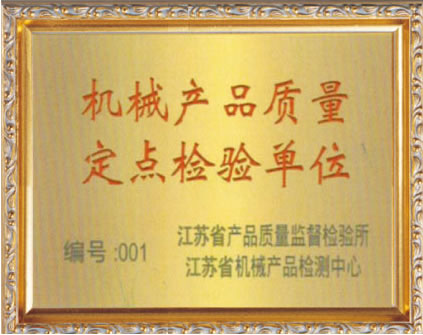 机械产品质量
定点检验单位
编号:001
江苏省产品质量监督检验所
江苏省机械产品检测中心